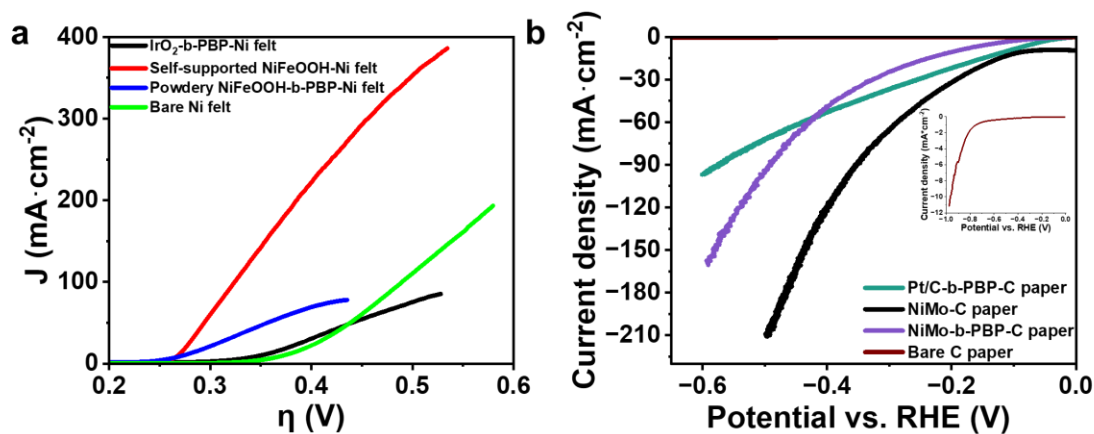 a
400
300
200
100
0
J (mA·cm⁻²)
IrO₂-b-PBP-Ni felt
Self-supported NiFeOOH-Ni felt
Powdery NiFeOOH-b-PBP-Ni felt
Bare Ni felt
0.2 0.3 0.4 0.5 0.6
η (V)
b
0
−30
−60
−90
−120
−150
−180
−210
Current density (mA·cm⁻²)
0
−2
−4
−6
−8
−10
−12
Current density (mA*cm²)
−1.0 −0.8 −0.6 −0.4 −0.2 0.0
Potential vs. RHE (V)
Pt/C-b-PBP-C paper
NiMo-C paper
NiMo-b-PBP-C paper
Bare C paper
−0.6 −0.4 −0.2 0.0
Potential vs. RHE (V)